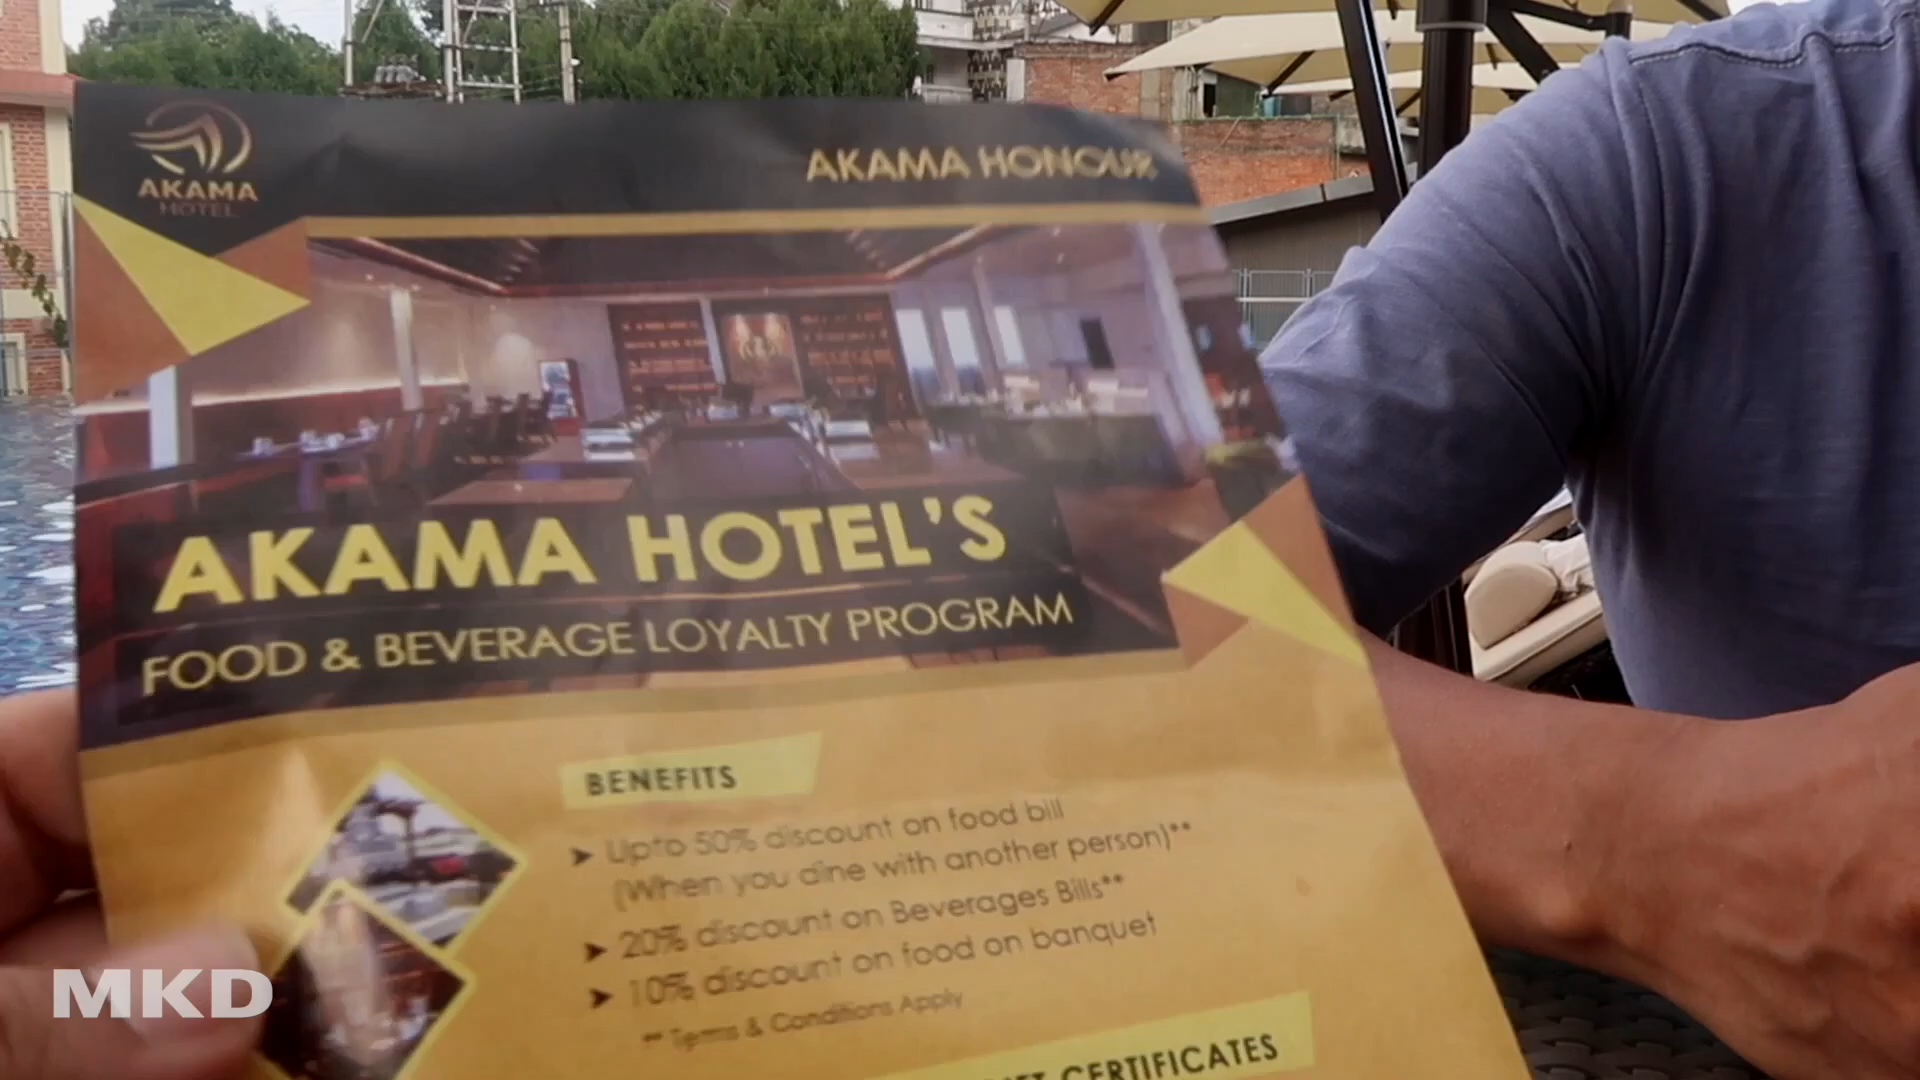 AKAMA
HOTEL
AKAMA HONOUR
AKAMA HOTEL'S
FOOD & BEVERAGE LOYALTY PROGRAM
BENEFITS
➤ Upto 50% discount on food bill
(When you dine with another person)**
➤ 20% discount on Beverages Bills**
➤ 10% discount on food on banquet
** Terms & Conditions Apply
CERTIFICATES
MKD